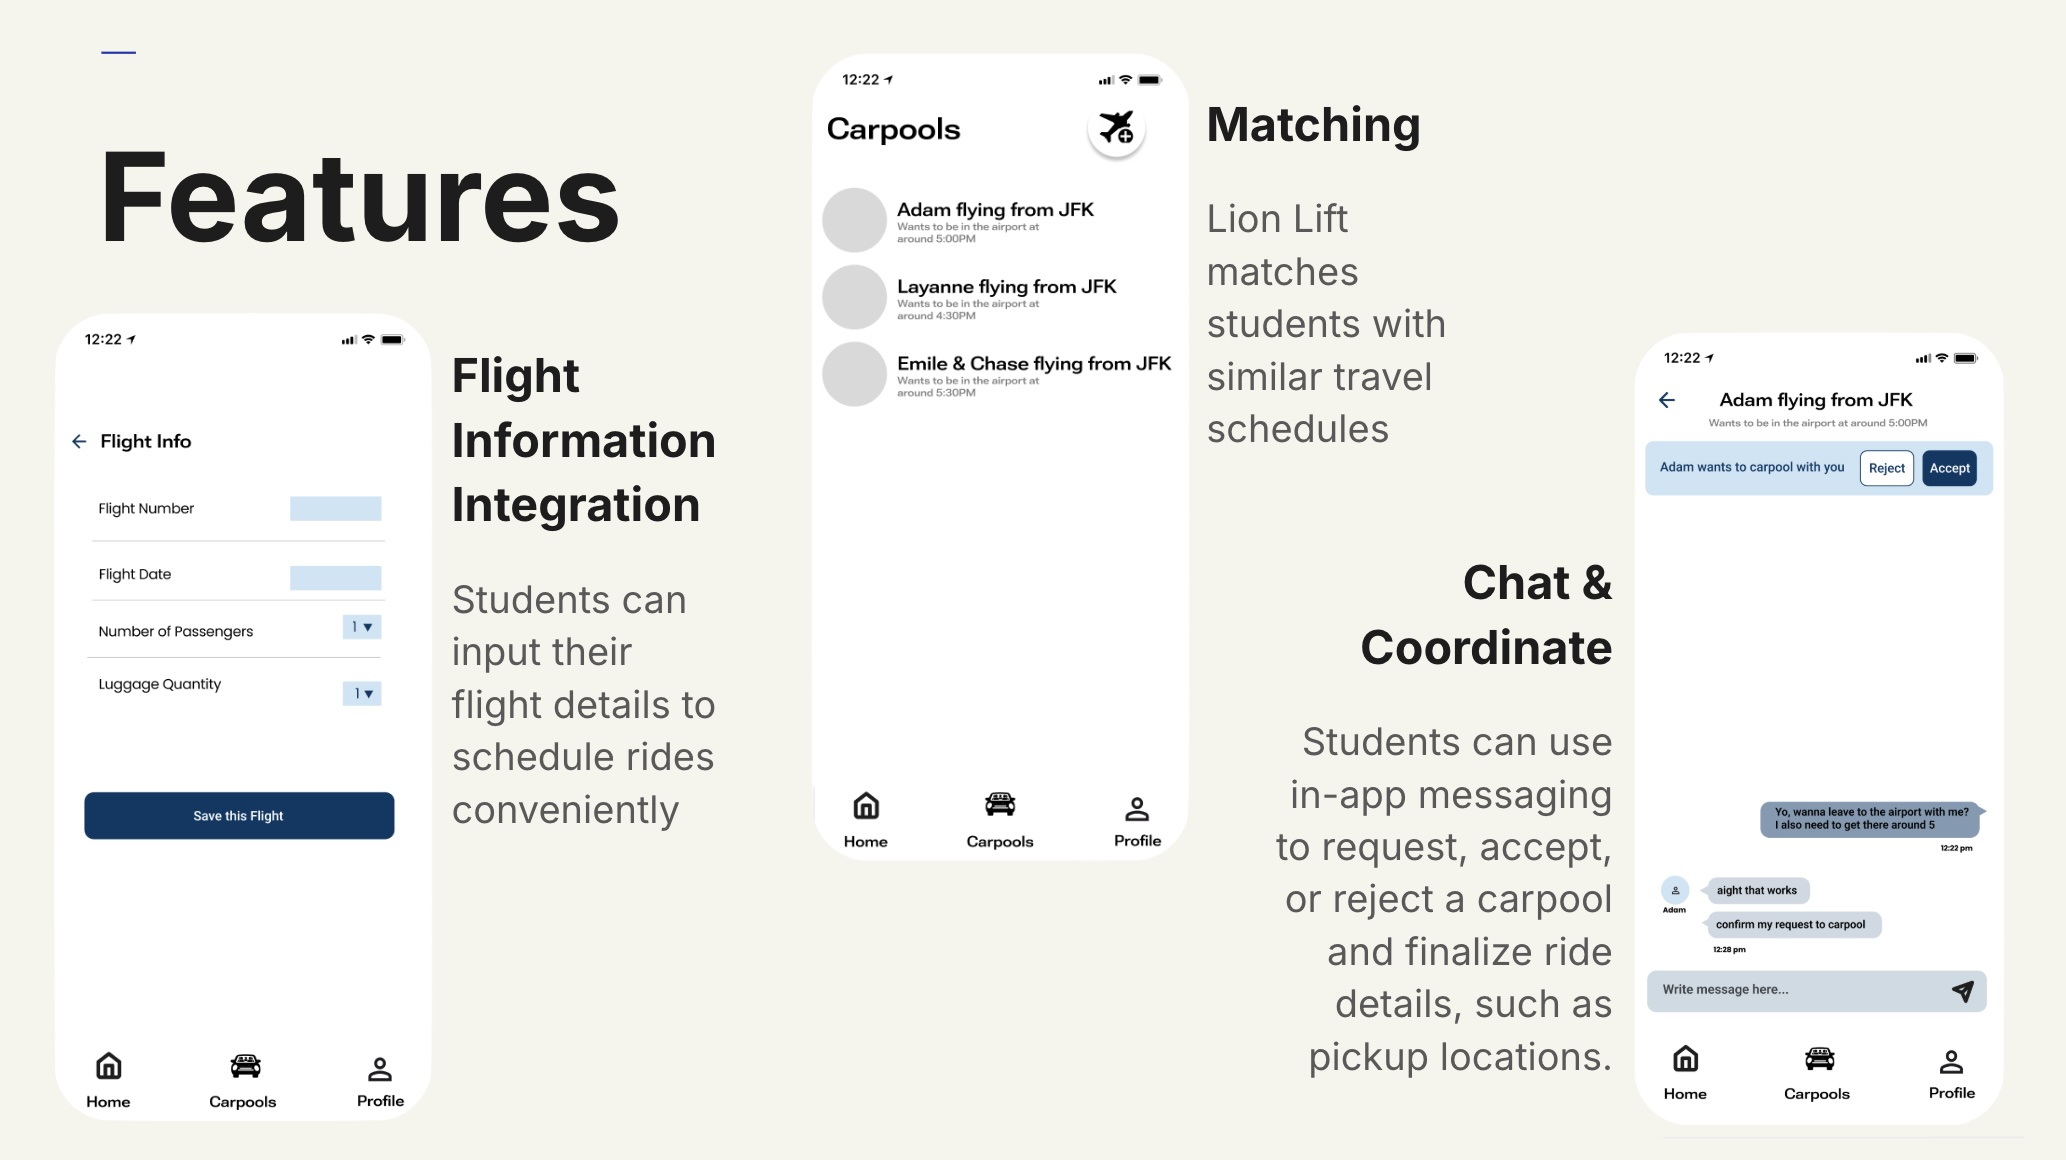 Features
12:22
Flight Info
Flight Number
Flight Date
Number of Passengers
1
Luggage Quantity
1
Save this Flight
Home
Carpools
Profile
Flight
Information
Integration
Students can
input their
flight details to
schedule rides
conveniently
12:22
Carpools
Adam flying from JFK
Wants to be in the airport at
around 5:00PM
Layanne flying from JFK
Wants to be in the airport at
around 4:30PM
Emile & Chase flying from JFK
Wants to be in the airport at
around 5:30PM
Home
Carpools
Profile
Matching
Lion Lift
matches
students with
similar travel
schedules
Chat &
Coordinate
Students can use
in-app messaging
to request, accept,
or reject a carpool
and finalize ride
details, such as
pickup locations.
12:22
Adam flying from JFK
Wants to be in the airport at around 5:00PM
Adam wants to carpool with you
Reject
Accept
Yo, wanna leave to the airport with me?
I also need to get there around 5
12:22 pm
aight that works
Adam
confirm my request to carpool
12:28 pm
Write message here...
Home
Carpools
Profile